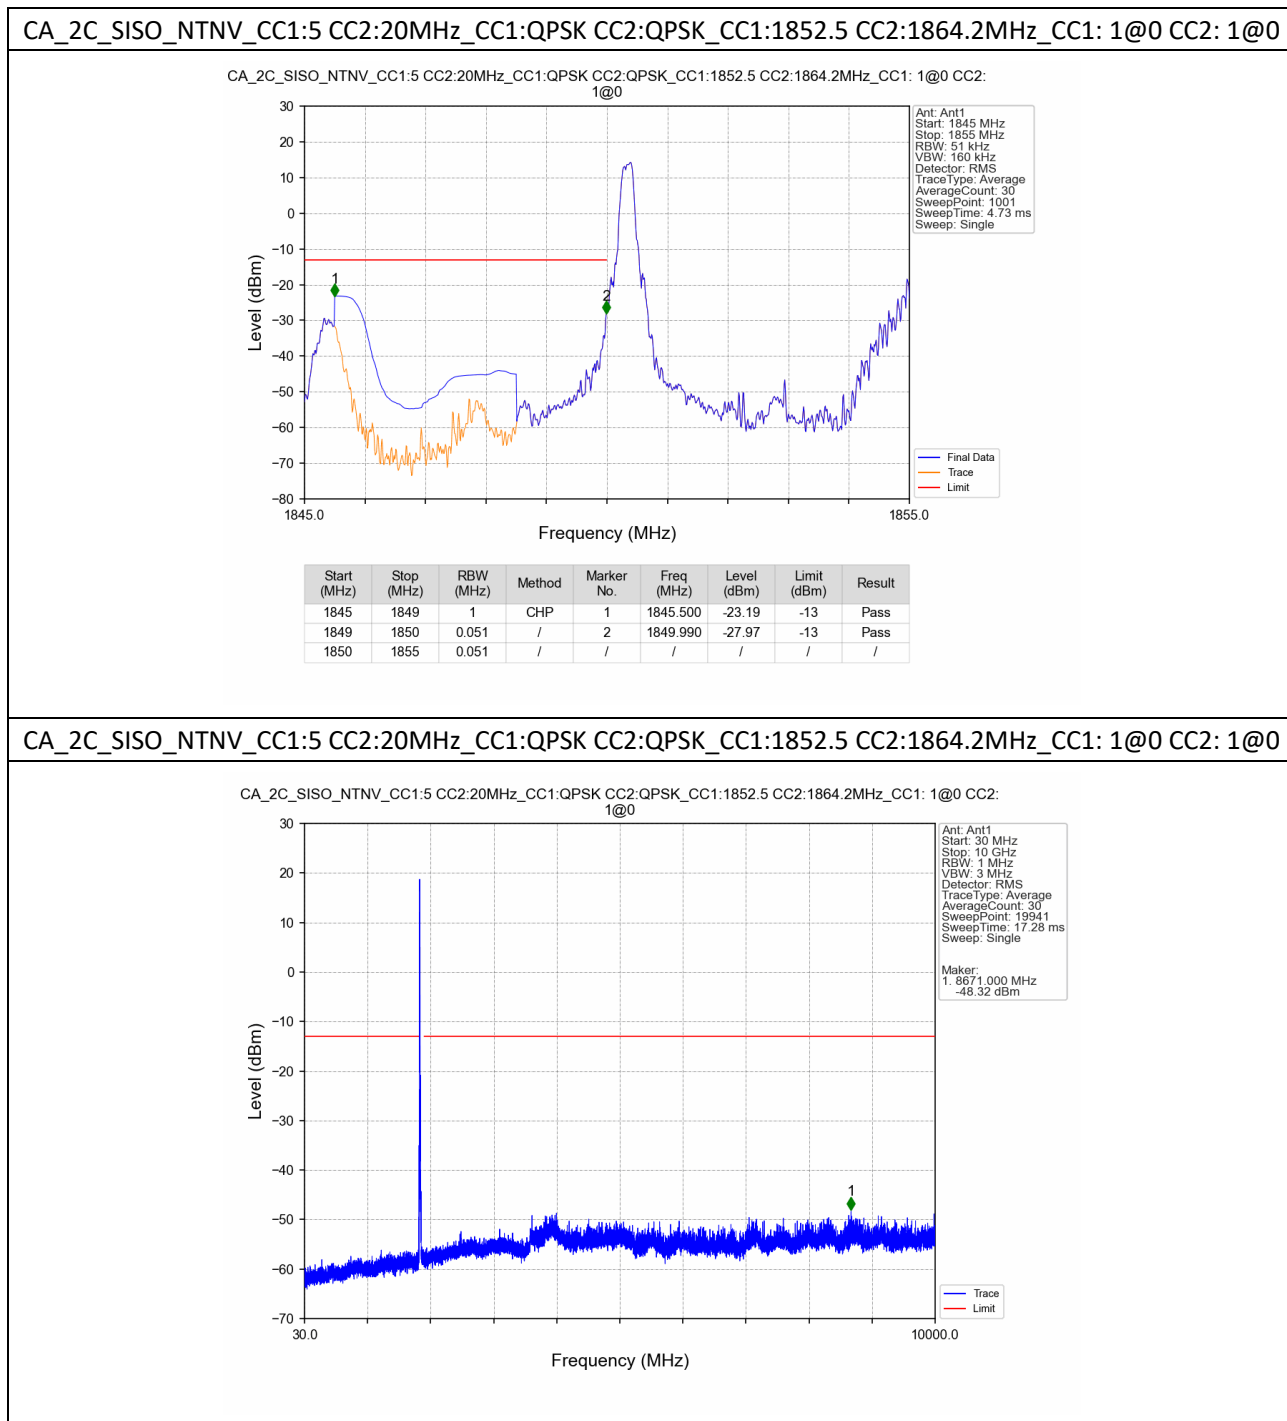 CA_2C_SISO_NTNV_CC1:5 CC2:20MHz_CC1:QPSK CC2:QPSK_CC1:1852.5 CC2:1864.2MHz_CC1: 1@0 CC2: 1@0
CA_2C_SISO_NTNV_CC1:5 CC2:20MHz_CC1:QPSK CC2:QPSK_CC1:1852.5 CC2:1864.2MHz_CC1: 1@0 CC2:
1@0
30
20
10
0
−10
−20
−30
−40
−50
−60
−70
−80
Level (dBm)
1
2
1845.0
1855.0
Frequency (MHz)
Ant: Ant1
Start: 1845 MHz
Stop: 1855 MHz
RBW: 51 kHz
VBW: 160 kHz
Detector: RMS
TraceType: Average
AverageCount: 30
SweepPoint: 1001
SweepTime: 4.73 ms
Sweep: Single
Final Data
Trace
Limit
Start (MHz) Stop (MHz) RBW (MHz) Method Marker No. Freq (MHz) Level (dBm) Limit (dBm) Result
1845 1849 1 CHP 1 1845.500 -23.19 -13 Pass
1849 1850 0.051 / 2 1849.990 -27.97 -13 Pass
1850 1855 0.051 / / / / / /
CA_2C_SISO_NTNV_CC1:5 CC2:20MHz_CC1:QPSK CC2:QPSK_CC1:1852.5 CC2:1864.2MHz_CC1: 1@0 CC2: 1@0
CA_2C_SISO_NTNV_CC1:5 CC2:20MHz_CC1:QPSK CC2:QPSK_CC1:1852.5 CC2:1864.2MHz_CC1: 1@0 CC2:
1@0
30
20
10
0
−10
−20
−30
−40
−50
−60
−70
Level (dBm)
1
30.0
10000.0
Frequency (MHz)
Ant: Ant1
Start: 30 MHz
Stop: 10 GHz
RBW: 1 MHz
VBW: 3 MHz
Detector: RMS
TraceType: Average
AverageCount: 30
SweepPoint: 19941
SweepTime: 17.28 ms
Sweep: Single
Maker:
1. 8671.000 MHz
-48.32 dBm
Trace
Limit